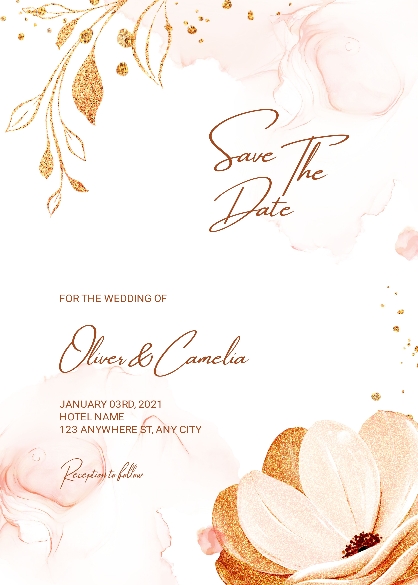 Save The
Date
FOR THE WEDDING OF
Oliver & Camelia
JANUARY 03RD, 2021
HOTEL NAME
123 ANYWHERE ST, ANY CITY
Reception to follow